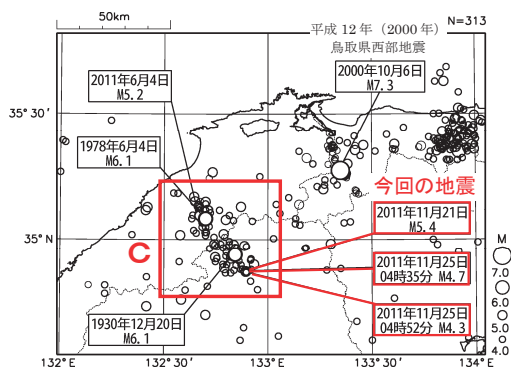 50km
平成12年（2000年）
鳥取県西部地震
N=313
2011年6月4日
M5.2
2000年10月6日
M7.3
35°30′
1978年6月4日
M6.1
今回の地震
2011年11月21日
M5.4
35°N
C
2011年11月25日
04時35分 M4.7
2011年11月25日
04時52分 M4.3
1930年12月20日
M6.1
M
7.0
6.0
5.0
4.0
132°E
132°30′
133°E
133°30′
134°E